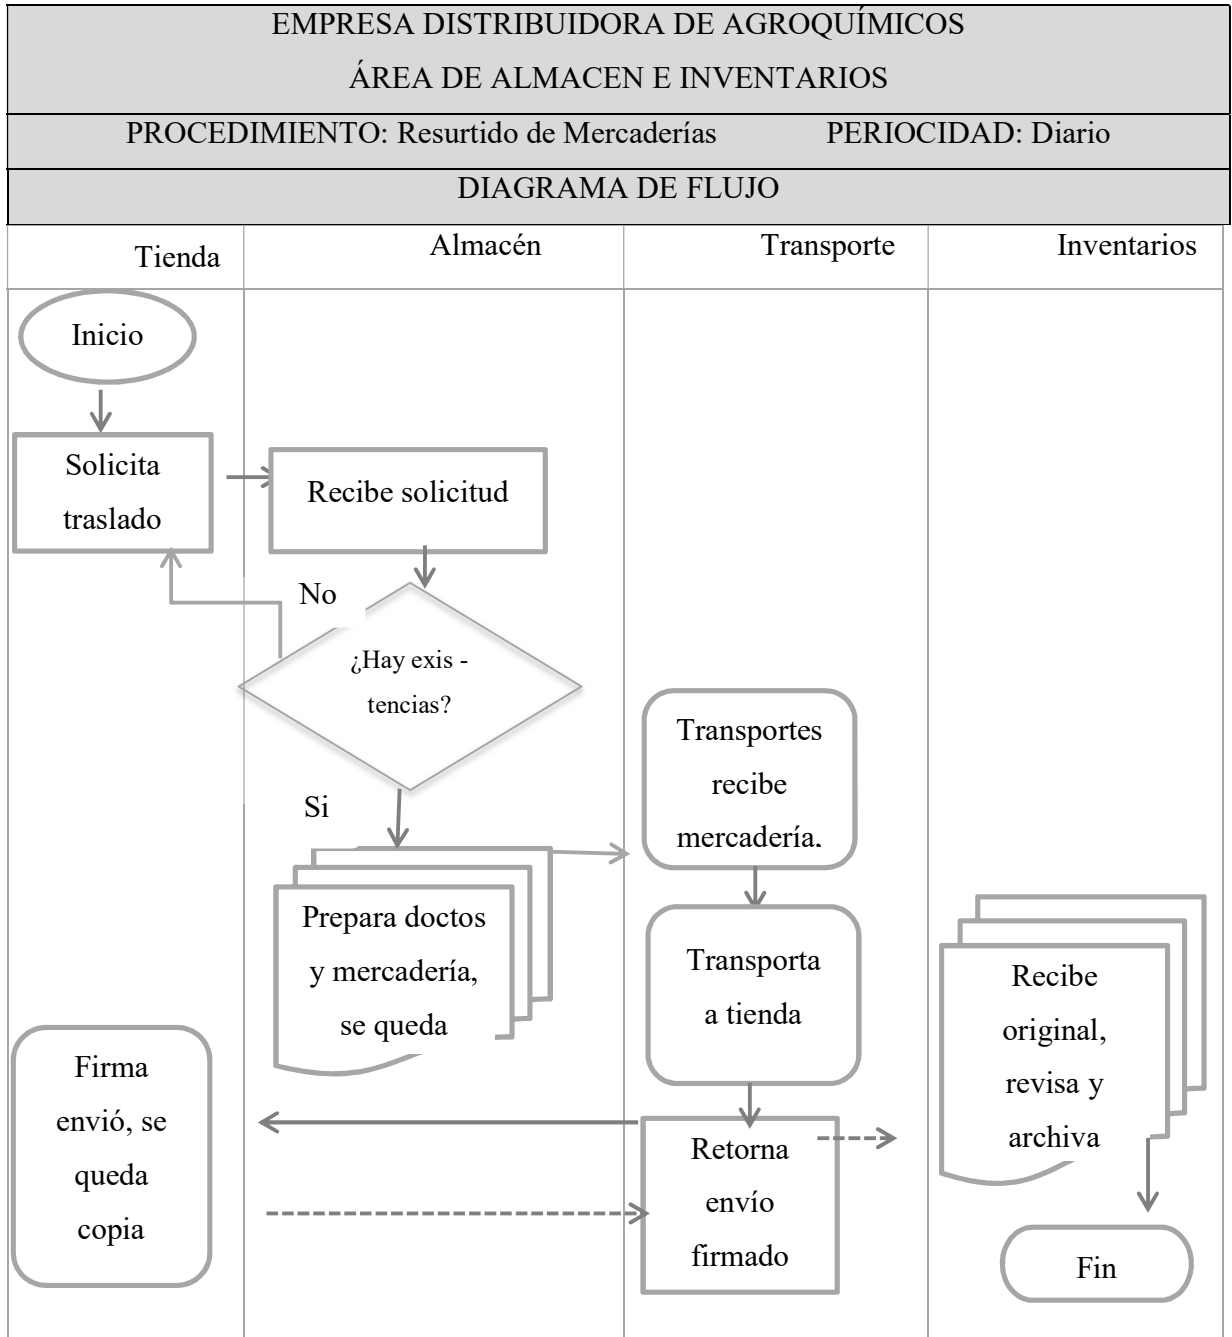 EMPRESA DISTRIBUIDORA DE AGROQUÍMICOS
ÁREA DE ALMACEN E INVENTARIOS
PROCEDIMIENTO: Resurtido de Mercaderías PERIOCIDAD: Diario
DIAGRAMA DE FLUJO
Tienda
Almacén
Transporte
Inventarios
Inicio
Solicita
traslado
Recibe solicitud
No
¿Hay exis -
tencias?
Si
Prepara doctos
y mercadería,
se queda
Transportes
recibe
mercadería.
Transporta
a tienda
Firma
envió, se
queda
copia
Retorna
envío
firmado
Recibe
original,
revisa y
archiva
Fin